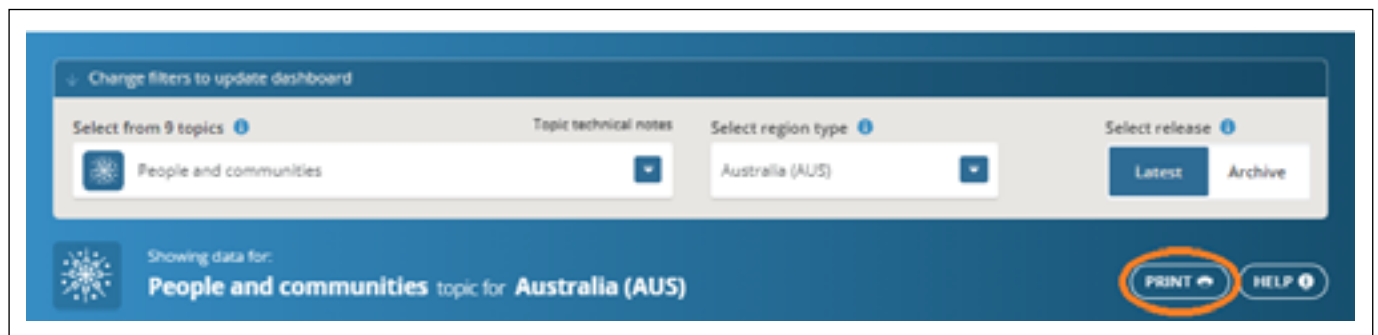 Change filters to update dashboard
Select from 9 topics
Topic technical notes
Select region type
Select release
People and communities
Australia (AUS)
Latest
Archive
Showing data for:
People and communities topic for Australia (AUS)
PRINT
HELP